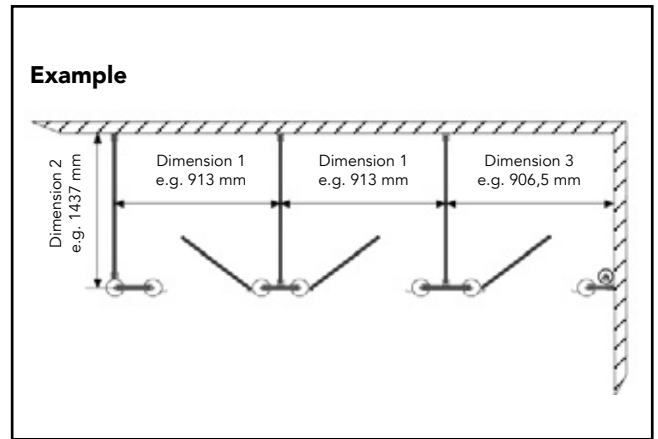 Example
Dimension 2
e.g. 1437 mm
Dimension 1
e.g. 913 mm
Dimension 1
e.g. 913 mm
Dimension 3
e.g. 906,5 mm